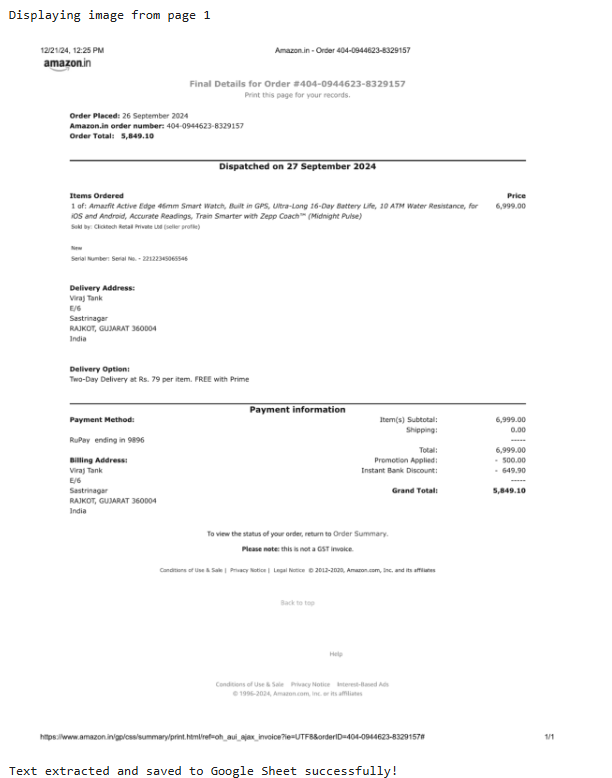 Displaying image from page 1
12/21/24, 12:25 PM Amazon.in - Order 404-0944623-8329157
amazon.in
Final Details for Order #404-0944623-8329157
Print this page for your records.
Order Placed: 26 September 2024
Amazon.in order number: 404-0944623-8329157
Order Total: 5,849.10
Dispatched on 27 September 2024
Items Ordered Price
1 of: Amazfit Active Edge 46mm Smart Watch, Built in GPS, Ultra-Long 16-Day Battery Life, 10 ATM Water Resistance, for 6,999.00
iOS and Android, Accurate Readings, Train Smarter with Zepp Coach™ (Midnight Pulse)
Sold by: Clicktech Retail Private Ltd (seller profile)
New
Serial Number: Serial No. - 22122345065546
Delivery Address:
Viraj Tank
E/6
Sastrinagar
RAJKOT, GUJARAT 360004
India
Delivery Option:
Two-Day Delivery at Rs. 79 per item. FREE with Prime
Payment information
Payment Method: Item(s) Subtotal: 6,999.00
Shipping: 0.00
RuPay ending in 9896 -----
Total: 6,999.00
Billing Address: Promotion Applied: - 500.00
Viraj Tank Instant Bank Discount: - 649.90
E/6 -----
Sastrinagar Grand Total: 5,849.10
RAJKOT, GUJARAT 360004
India
To view the status of your order, return to Order Summary.
Please note: this is not a GST invoice.
Conditions of Use & Sale | Privacy Notice | Legal Notice © 2012-2020, Amazon.com, Inc. and its affiliates
Back to top
Help
Conditions of Use & Sale Privacy Notice Interest-Based Ads
© 1996-2024, Amazon.com, Inc. or its affiliates
https://www.amazon.in/gp/css/summary/print.html/ref=oh_aui_ajax_invoice?ie=UTF8&orderID=404-0944623-8329157# 1/1
Text extracted and saved to Google Sheet successfully!